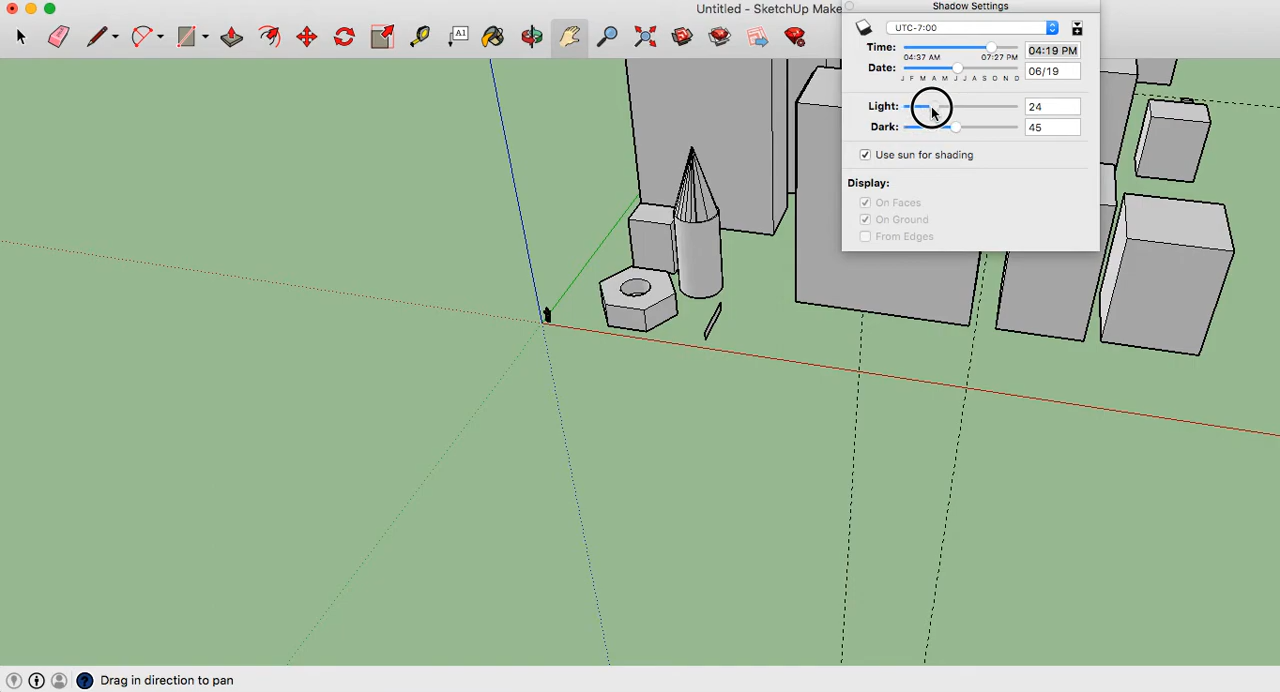 Untitled - SketchUp Make
Shadow Settings
UTC-7:00
Time: 04:19 PM
04:37 AM 07:27 PM
Date: 06/19
J F M A M J J A S O N D
Light: 24
Dark: 45
Use sun for shading
Display:
On Faces
On Ground
From Edges
A1
Drag in direction to pan